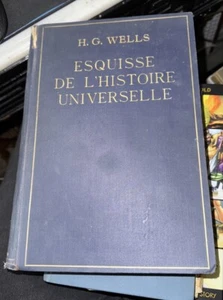 H. G. WELLS
ESQUISSE
DE L'HISTOIRE
UNIVERSELLE